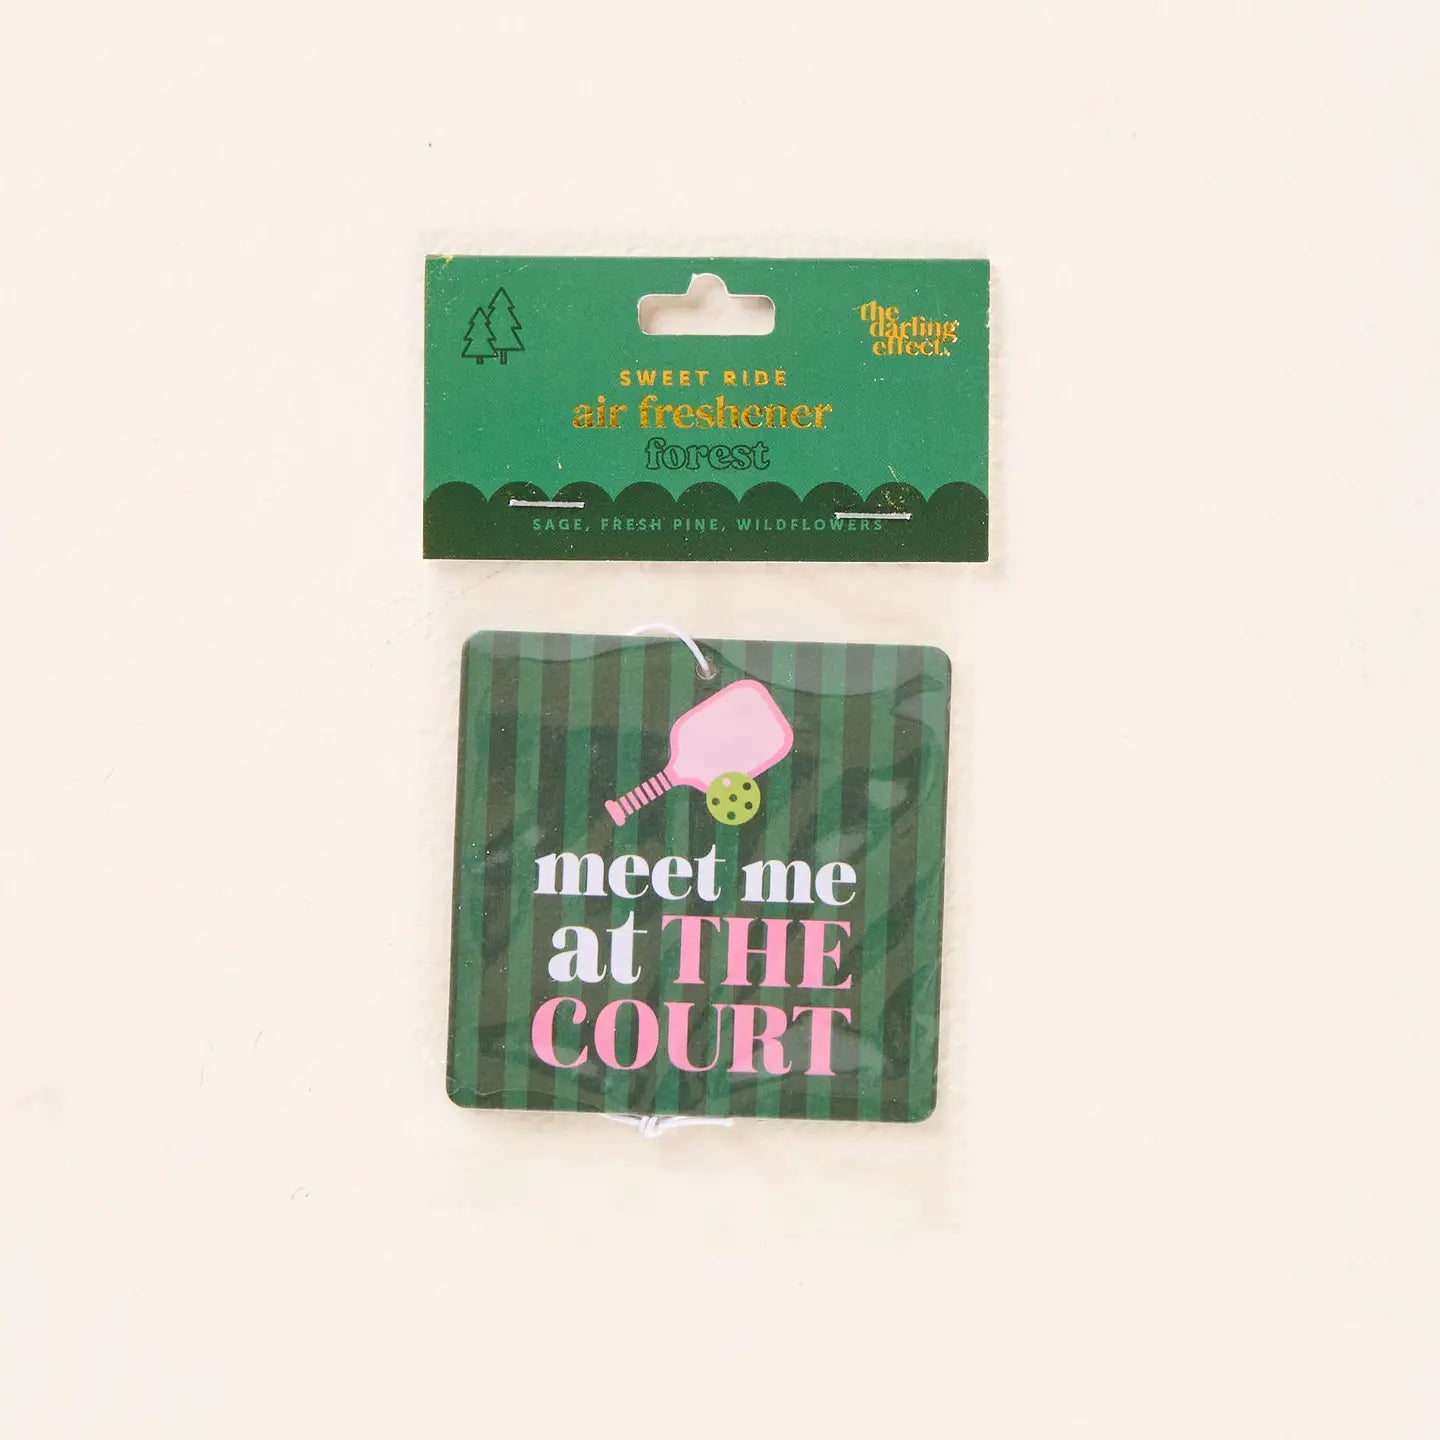 the
darling
effect.
SWEET RIDE
air freshener
forest
SAGE, FRESH PINE, WILDFLOWERS
meet me
at THE
COURT